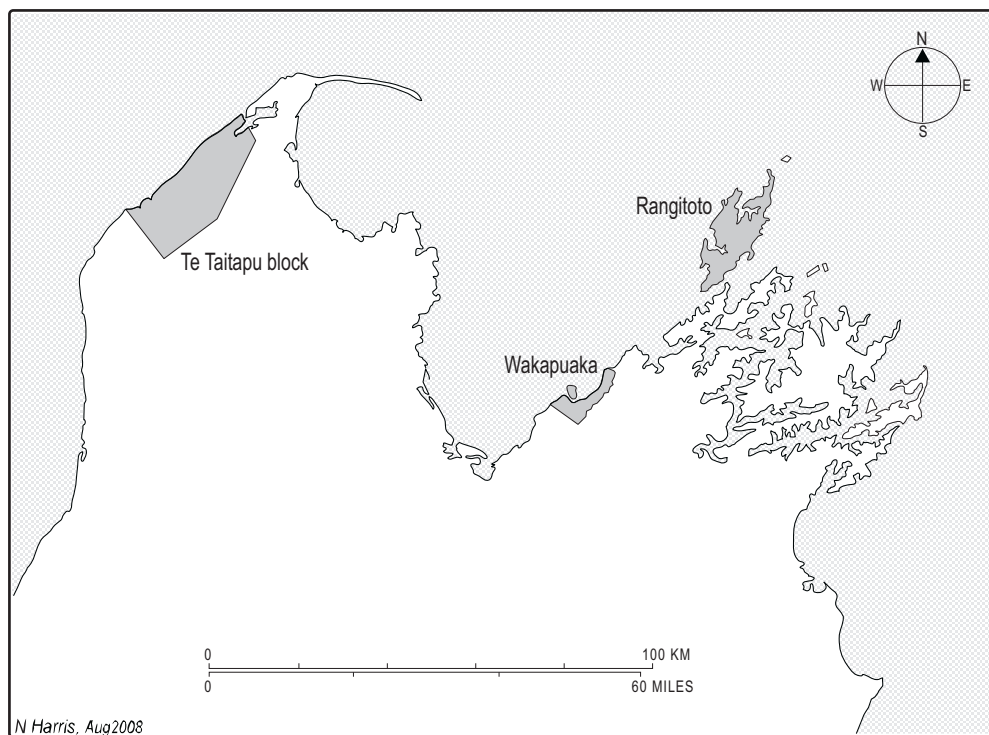 N
W E
S
Rangitoto
Te Taitapu block
Wakapuaka
0 100 KM
0 60 MILES
N Harris, Aug2008